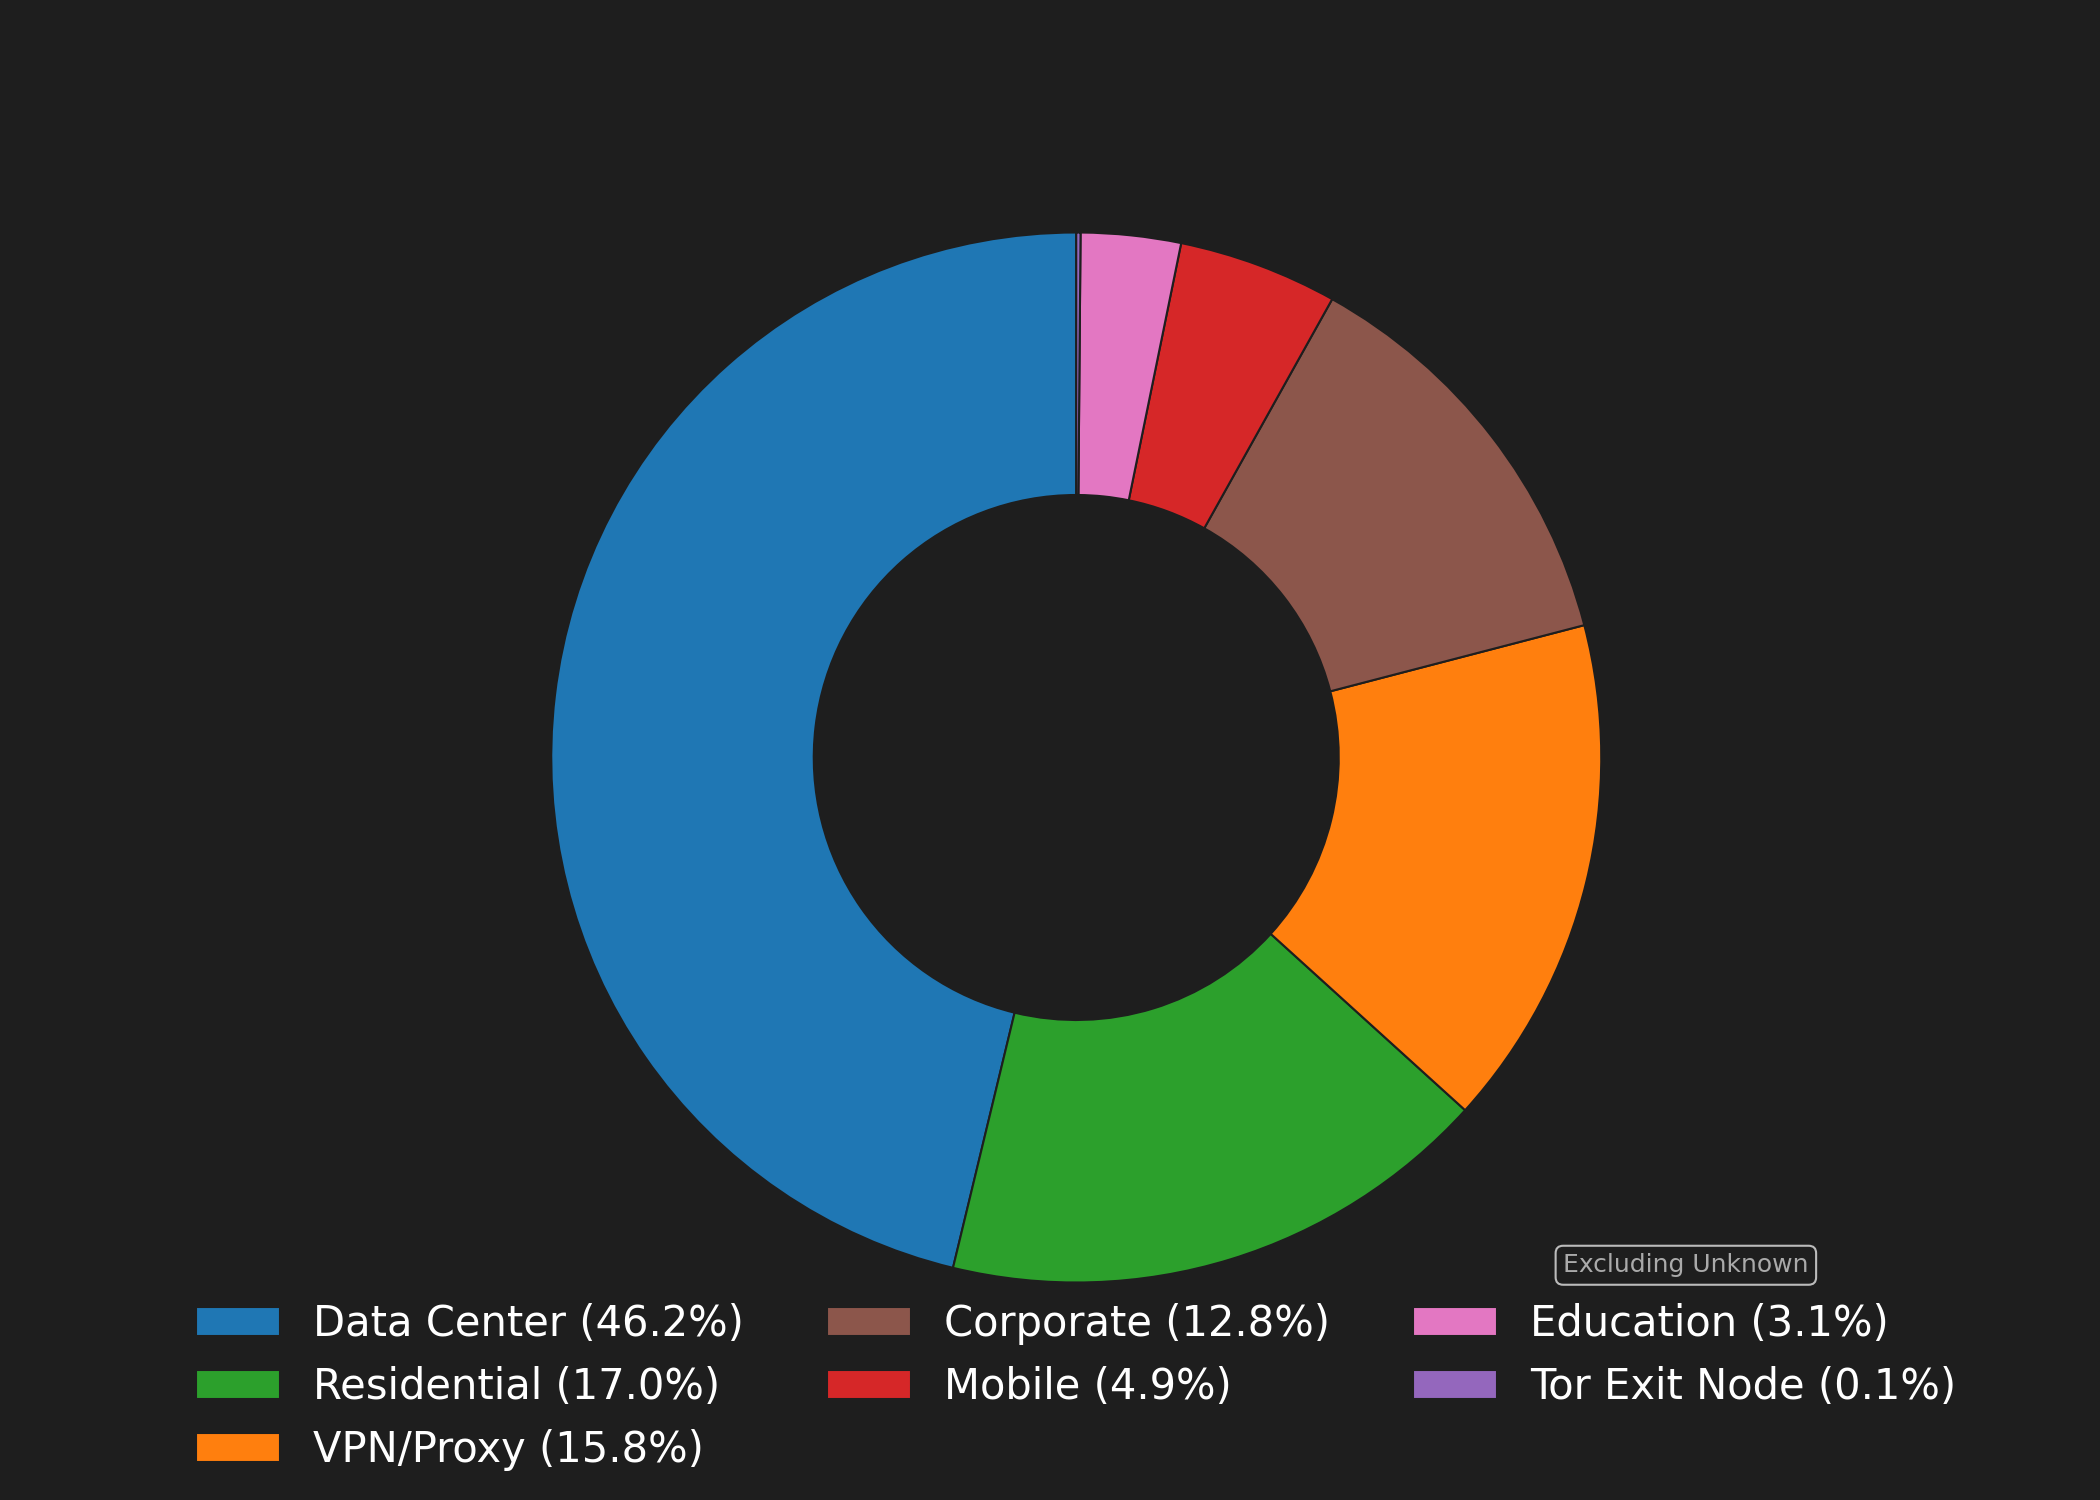 Excluding Unknown
Data Center (46.2%)
Residential (17.0%)
VPN/Proxy (15.8%)
Corporate (12.8%)
Mobile (4.9%)
Education (3.1%)
Tor Exit Node (0.1%)